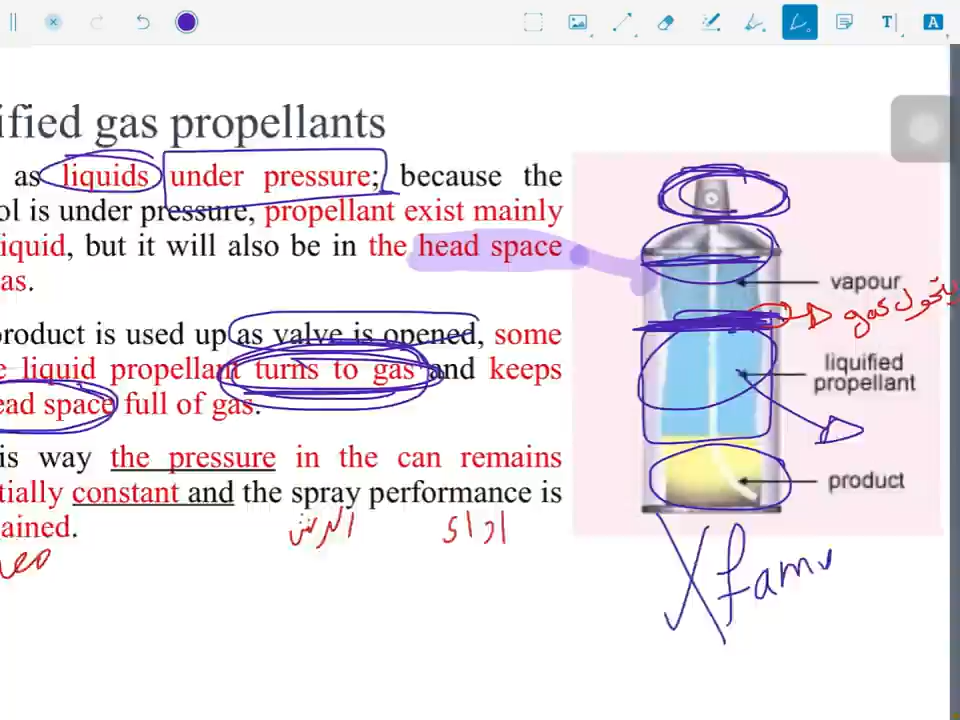 ified gas propellants
as liquids under pressure; because the
ol is under pressure, propellant exist mainly
iquid, but it will also be in the head space
as.
product is used up as valve is opened, some
e liquid propellant turns to gas and keeps
ead space full of gas.
is way the pressure in the can remains
tially constant and the spray performance is
ained.
اداء الرش
vapour
يتحول gas
liquified
propellant
product
T
A